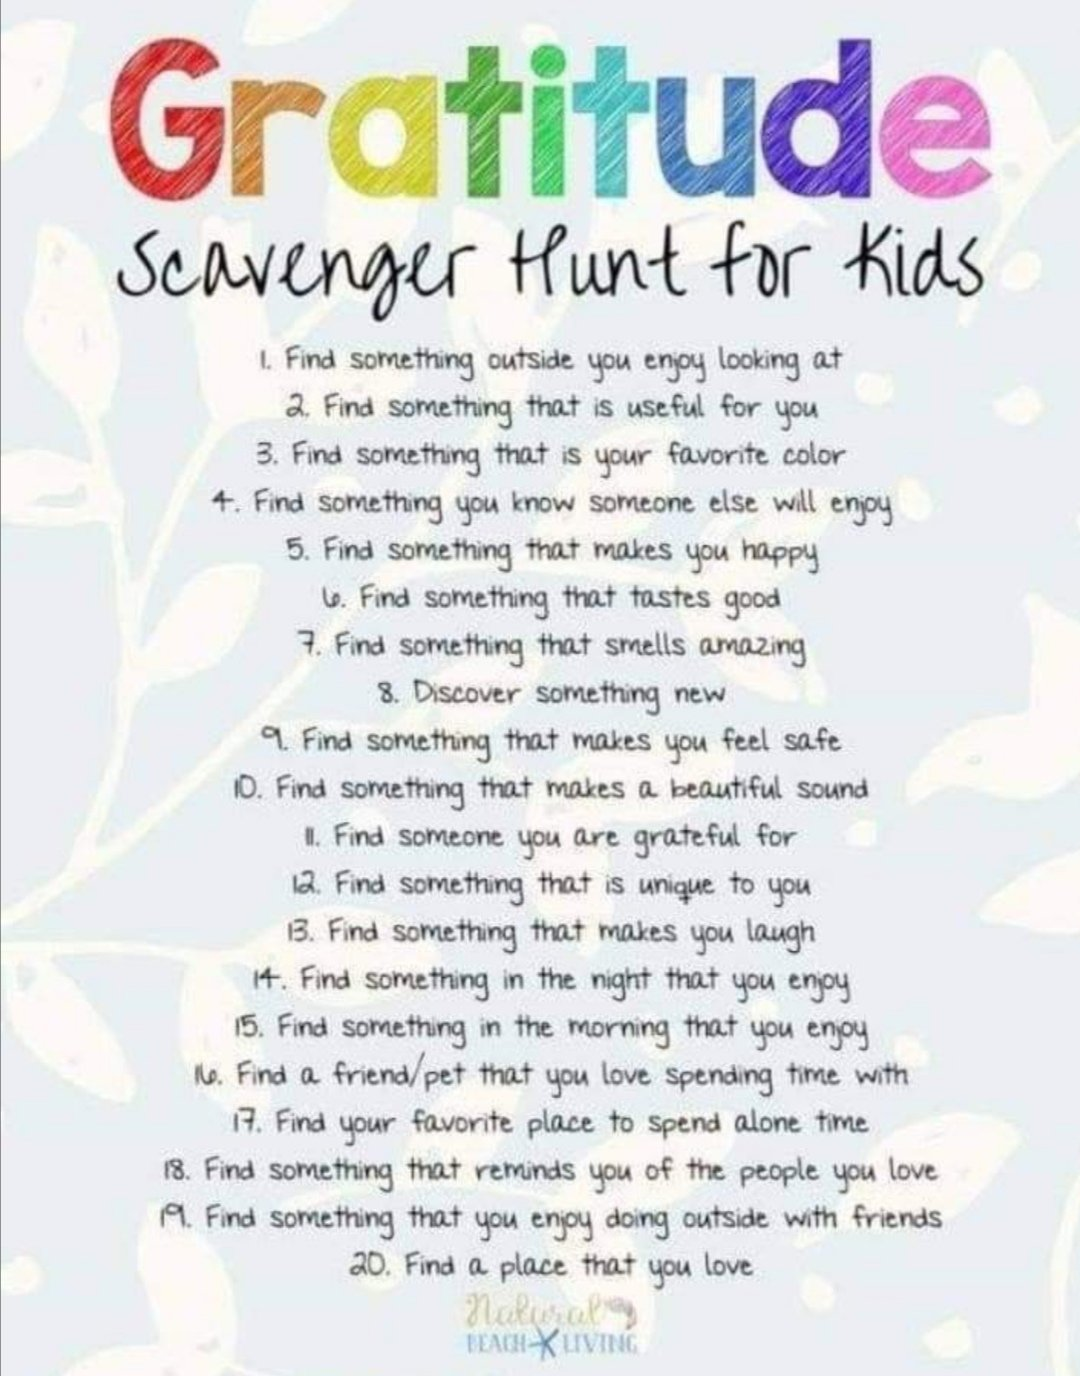 Gratitude
Scavenger Hunt for Kids
1. Find something outside you enjoy looking at
2. Find something that is useful for you
3. Find something that is your favorite color
4. Find something you know someone else will enjoy
5. Find something that makes you happy
6. Find something that tastes good
7. Find something that smells amazing
8. Discover something new
9. Find something that makes you feel safe
10. Find something that makes a beautiful sound
11. Find someone you are grateful for
12. Find something that is unique to you
13. Find something that makes you laugh
14. Find something in the night that you enjoy
15. Find something in the morning that you enjoy
16. Find a friend/pet that you love spending time with
17. Find your favorite place to spend alone time
18. Find something that reminds you of the people you love
19. Find something that you enjoy doing outside with friends
20. Find a place that you love
Natural
BEACH LIVING